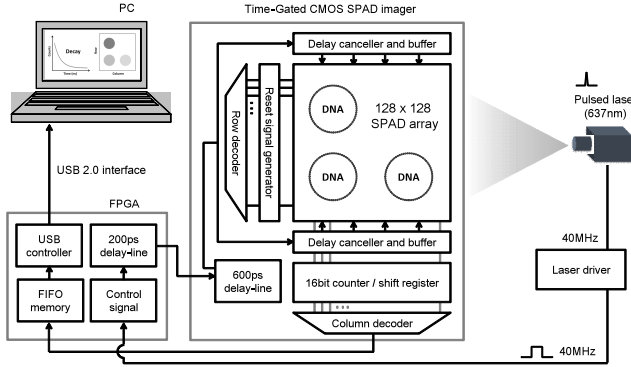 PC
Time-Gated CMOS SPAD imager
Intensity
Decay
Time (ns)
Row
Column
Delay canceller and buffer
Row decoder
Reset signal generator
DNA
128 x 128
SPAD array
DNA
DNA
Pulsed lase
(637nm)
USB 2.0 interface
FPGA
USB
controller
200ps
delay-line
FIFO
memory
Control
signal
600ps
delay-line
Delay canceller and buffer
16bit counter / shift register
Column decoder
40MHz
Laser driver
40MHz